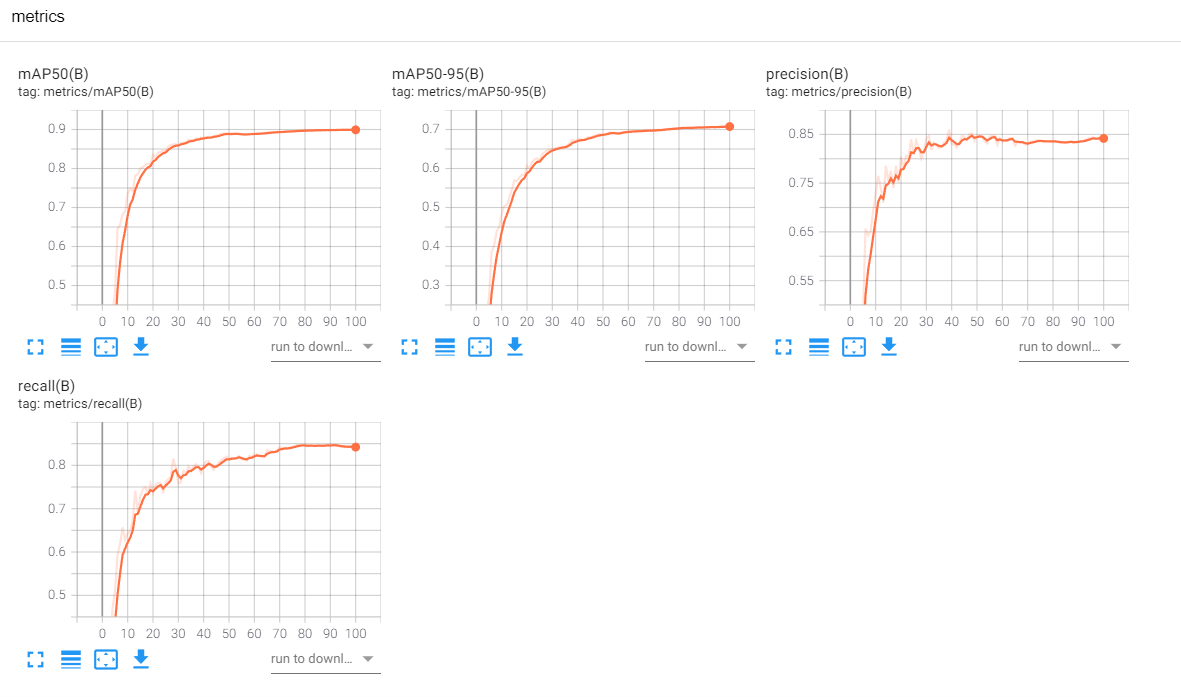 metrics
mAP50(B)
tag: metrics/mAP50(B)
0.9
0.8
0.7
0.6
0.5
0 10 20 30 40 50 60 70 80 90 100
run to downl...
mAP50-95(B)
tag: metrics/mAP50-95(B)
0.7
0.6
0.5
0.4
0.3
0 10 20 30 40 50 60 70 80 90 100
run to downl...
precision(B)
tag: metrics/precision(B)
0.85
0.75
0.65
0.55
0 10 20 30 40 50 60 70 80 90 100
run to downl...
recall(B)
tag: metrics/recall(B)
0.8
0.7
0.6
0.5
0 10 20 30 40 50 60 70 80 90 100
run to downl...